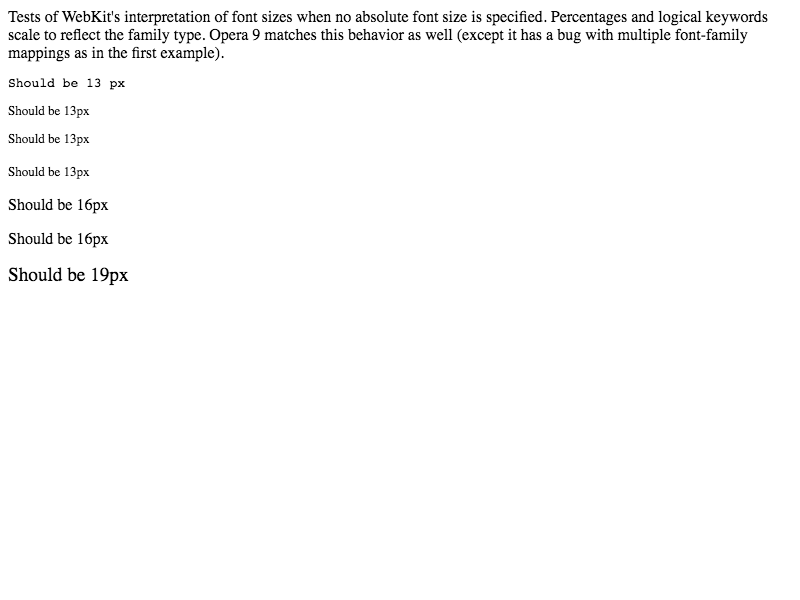 Tests of WebKit's interpretation of font sizes when no absolute font size is specified. Percentages and logical keywords
scale to reflect the family type. Opera 9 matches this behavior as well (except it has a bug with multiple font-family
mappings as in the first example).
Should be 13 px
Should be 13px
Should be 13px
Should be 13px
Should be 16px
Should be 16px
Should be 19px